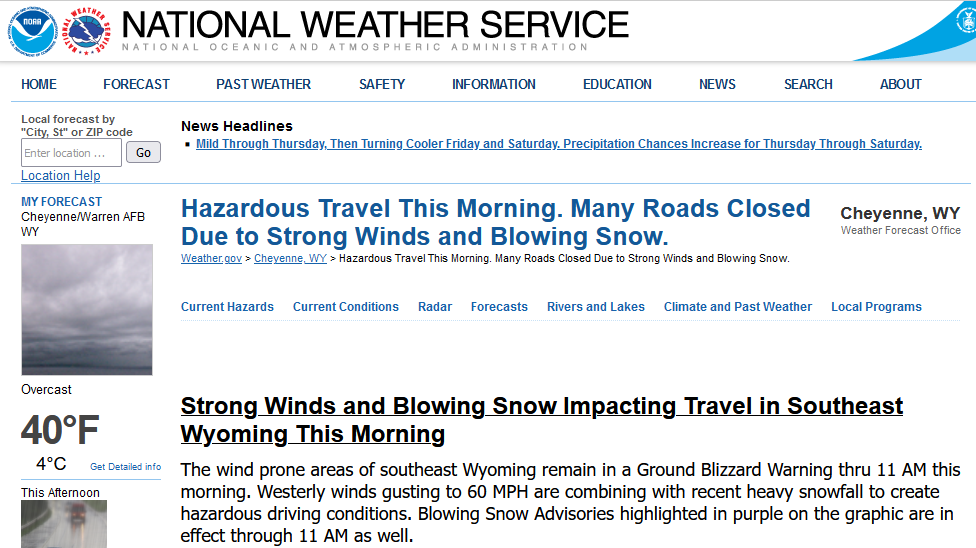 NOAA
NATIONAL WEATHER SERVICE
NATIONAL OCEANIC AND ATMOSPHERIC ADMINISTRATION
HOME FORECAST PAST WEATHER SAFETY INFORMATION EDUCATION NEWS SEARCH ABOUT
Local forecast by
"City, St" or ZIP code
Enter location ... Go
Location Help
News Headlines
Mild Through Thursday, Then Turning Cooler Friday and Saturday. Precipitation Chances Increase for Thursday Through Saturday.
MY FORECAST
Cheyenne/Warren AFB
WY
Overcast
40°F
4°C Get Detailed info
This Afternoon
Hazardous Travel This Morning. Many Roads Closed
Due to Strong Winds and Blowing Snow.
Cheyenne, WY
Weather Forecast Office
Weather.gov > Cheyenne, WY > Hazardous Travel This Morning. Many Roads Closed Due to Strong Winds and Blowing Snow.
Current Hazards Current Conditions Radar Forecasts Rivers and Lakes Climate and Past Weather Local Programs
Strong Winds and Blowing Snow Impacting Travel in Southeast
Wyoming This Morning
The wind prone areas of southeast Wyoming remain in a Ground Blizzard Warning thru 11 AM this
morning. Westerly winds gusting to 60 MPH are combining with recent heavy snowfall to create
hazardous driving conditions. Blowing Snow Advisories highlighted in purple on the graphic are in
effect through 11 AM as well.